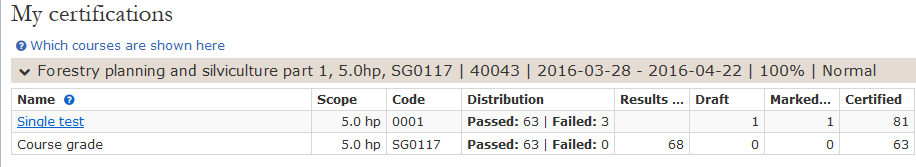 My certifications
Which courses are shown here
Forestry planning and silviculture part 1, 5.0hp, SG0117 | 40043 | 2016-03-28 - 2016-04-22 | 100% | Normal
Name Scope Code Distribution Results ... Draft Marked... Certified
Single test 5.0 hp 0001 Passed: 63 | Failed: 3 1 1 81
Course grade 5.0 hp SG0117 Passed: 63 | Failed: 0 68 0 0 63